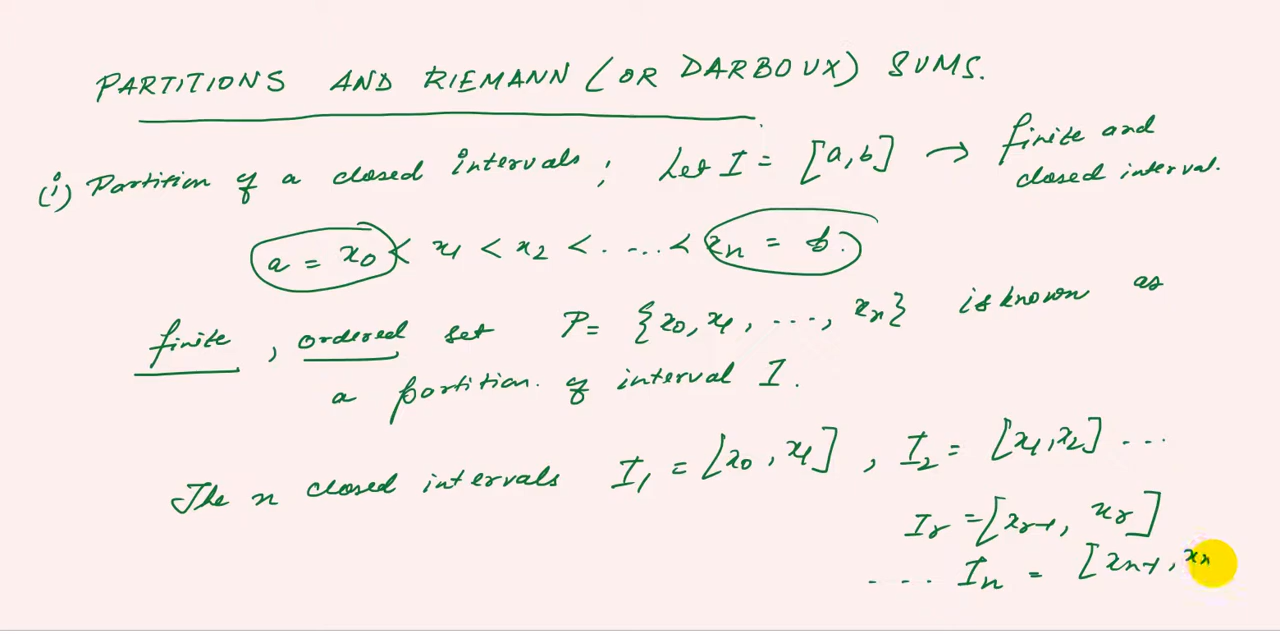 PARTITIONS AND RIEMANN (OR DARBOUX) SUMS.
(i) Partition of a closed intervals ; Let I = [a,b] → finite and closed interval.
a = x₀ < x₁ < x₂ < . ... < xₙ = b.
finite , ordered set P = {x₀, x₁, ..., xₙ} is known as
a partition. of interval I.
The n closed intervals I₁ = [x₀, x₁] , I₂ = [x₁, x₂] ...
Iᵣ = [xᵣ₋₁, xᵣ]
.... Iₙ = [xₙ₋₁, xₙ